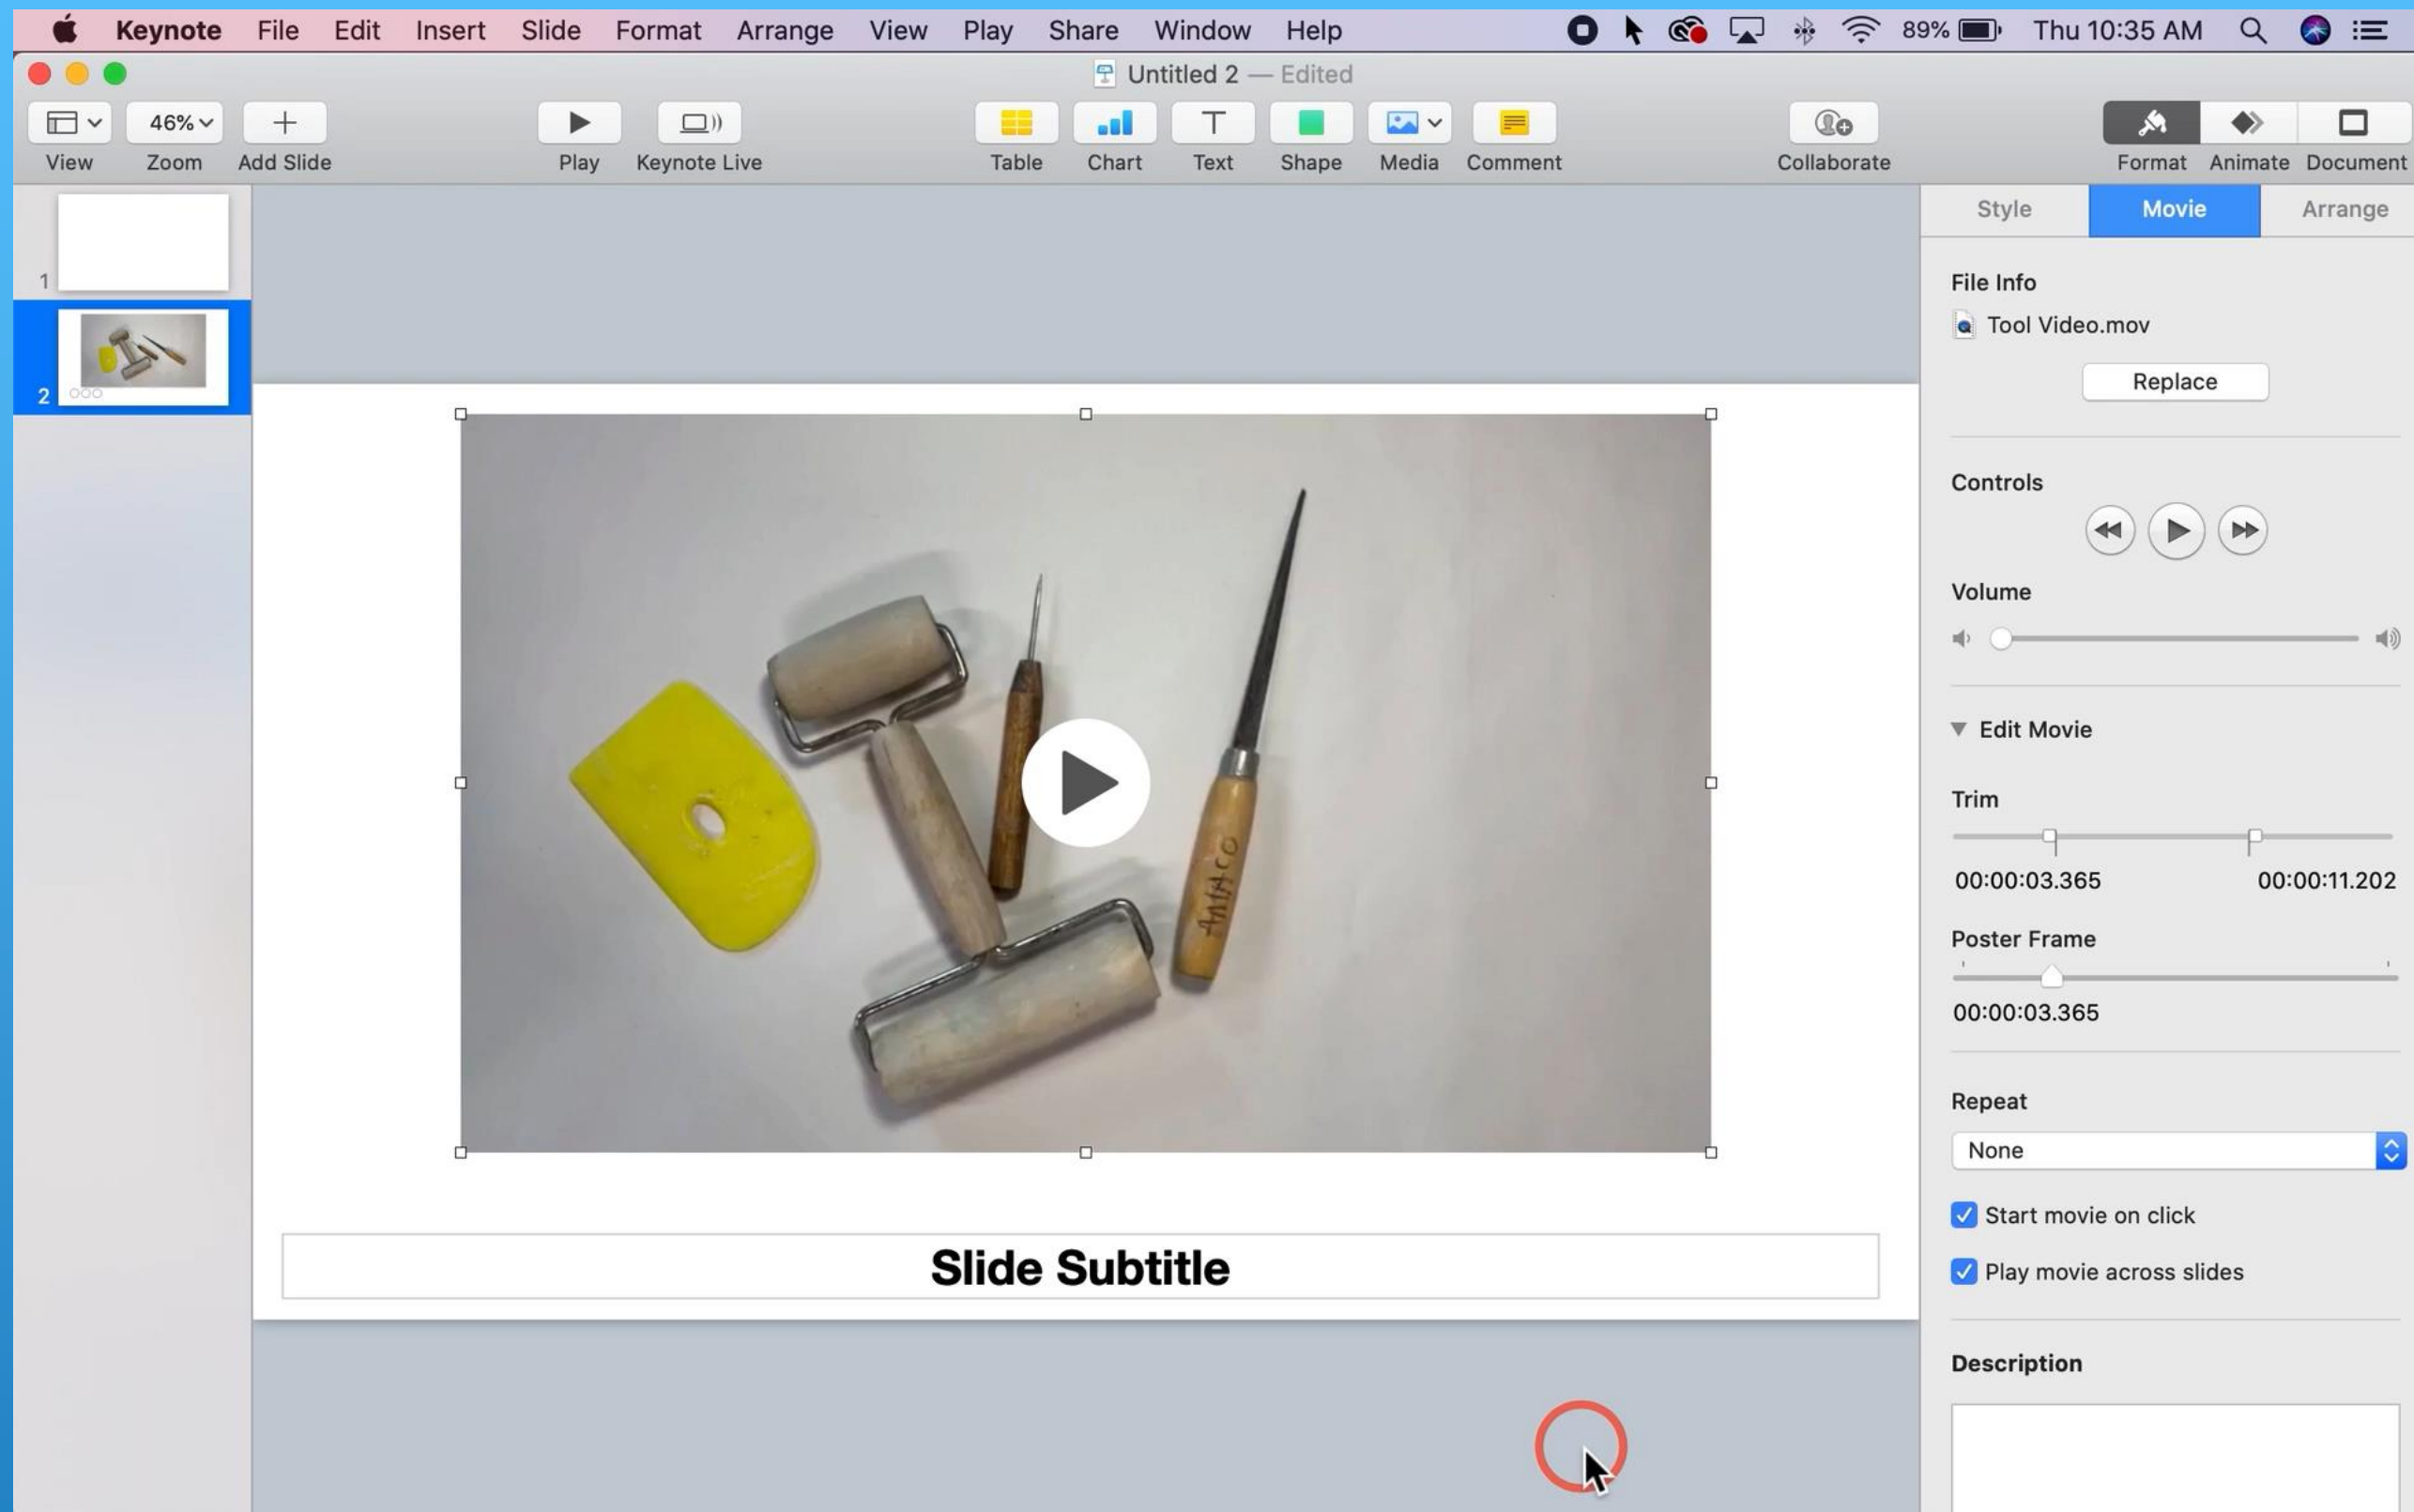 Keynote File Edit Insert Slide Format Arrange View Play Share Window Help 89% Thu 10:35 AM
Untitled 2 — Edited
46%
View Zoom Add Slide Play Keynote Live Table Chart Text Shape Media Comment Collaborate Format Animate Document
1
2
Style Movie Arrange
File Info
Tool Video.mov
Replace
Controls
Volume
Edit Movie
Trim
00:00:03.365 00:00:11.202
Poster Frame
00:00:03.365
Repeat
None
Start movie on click
Play movie across slides
Description
AMACO
Slide Subtitle